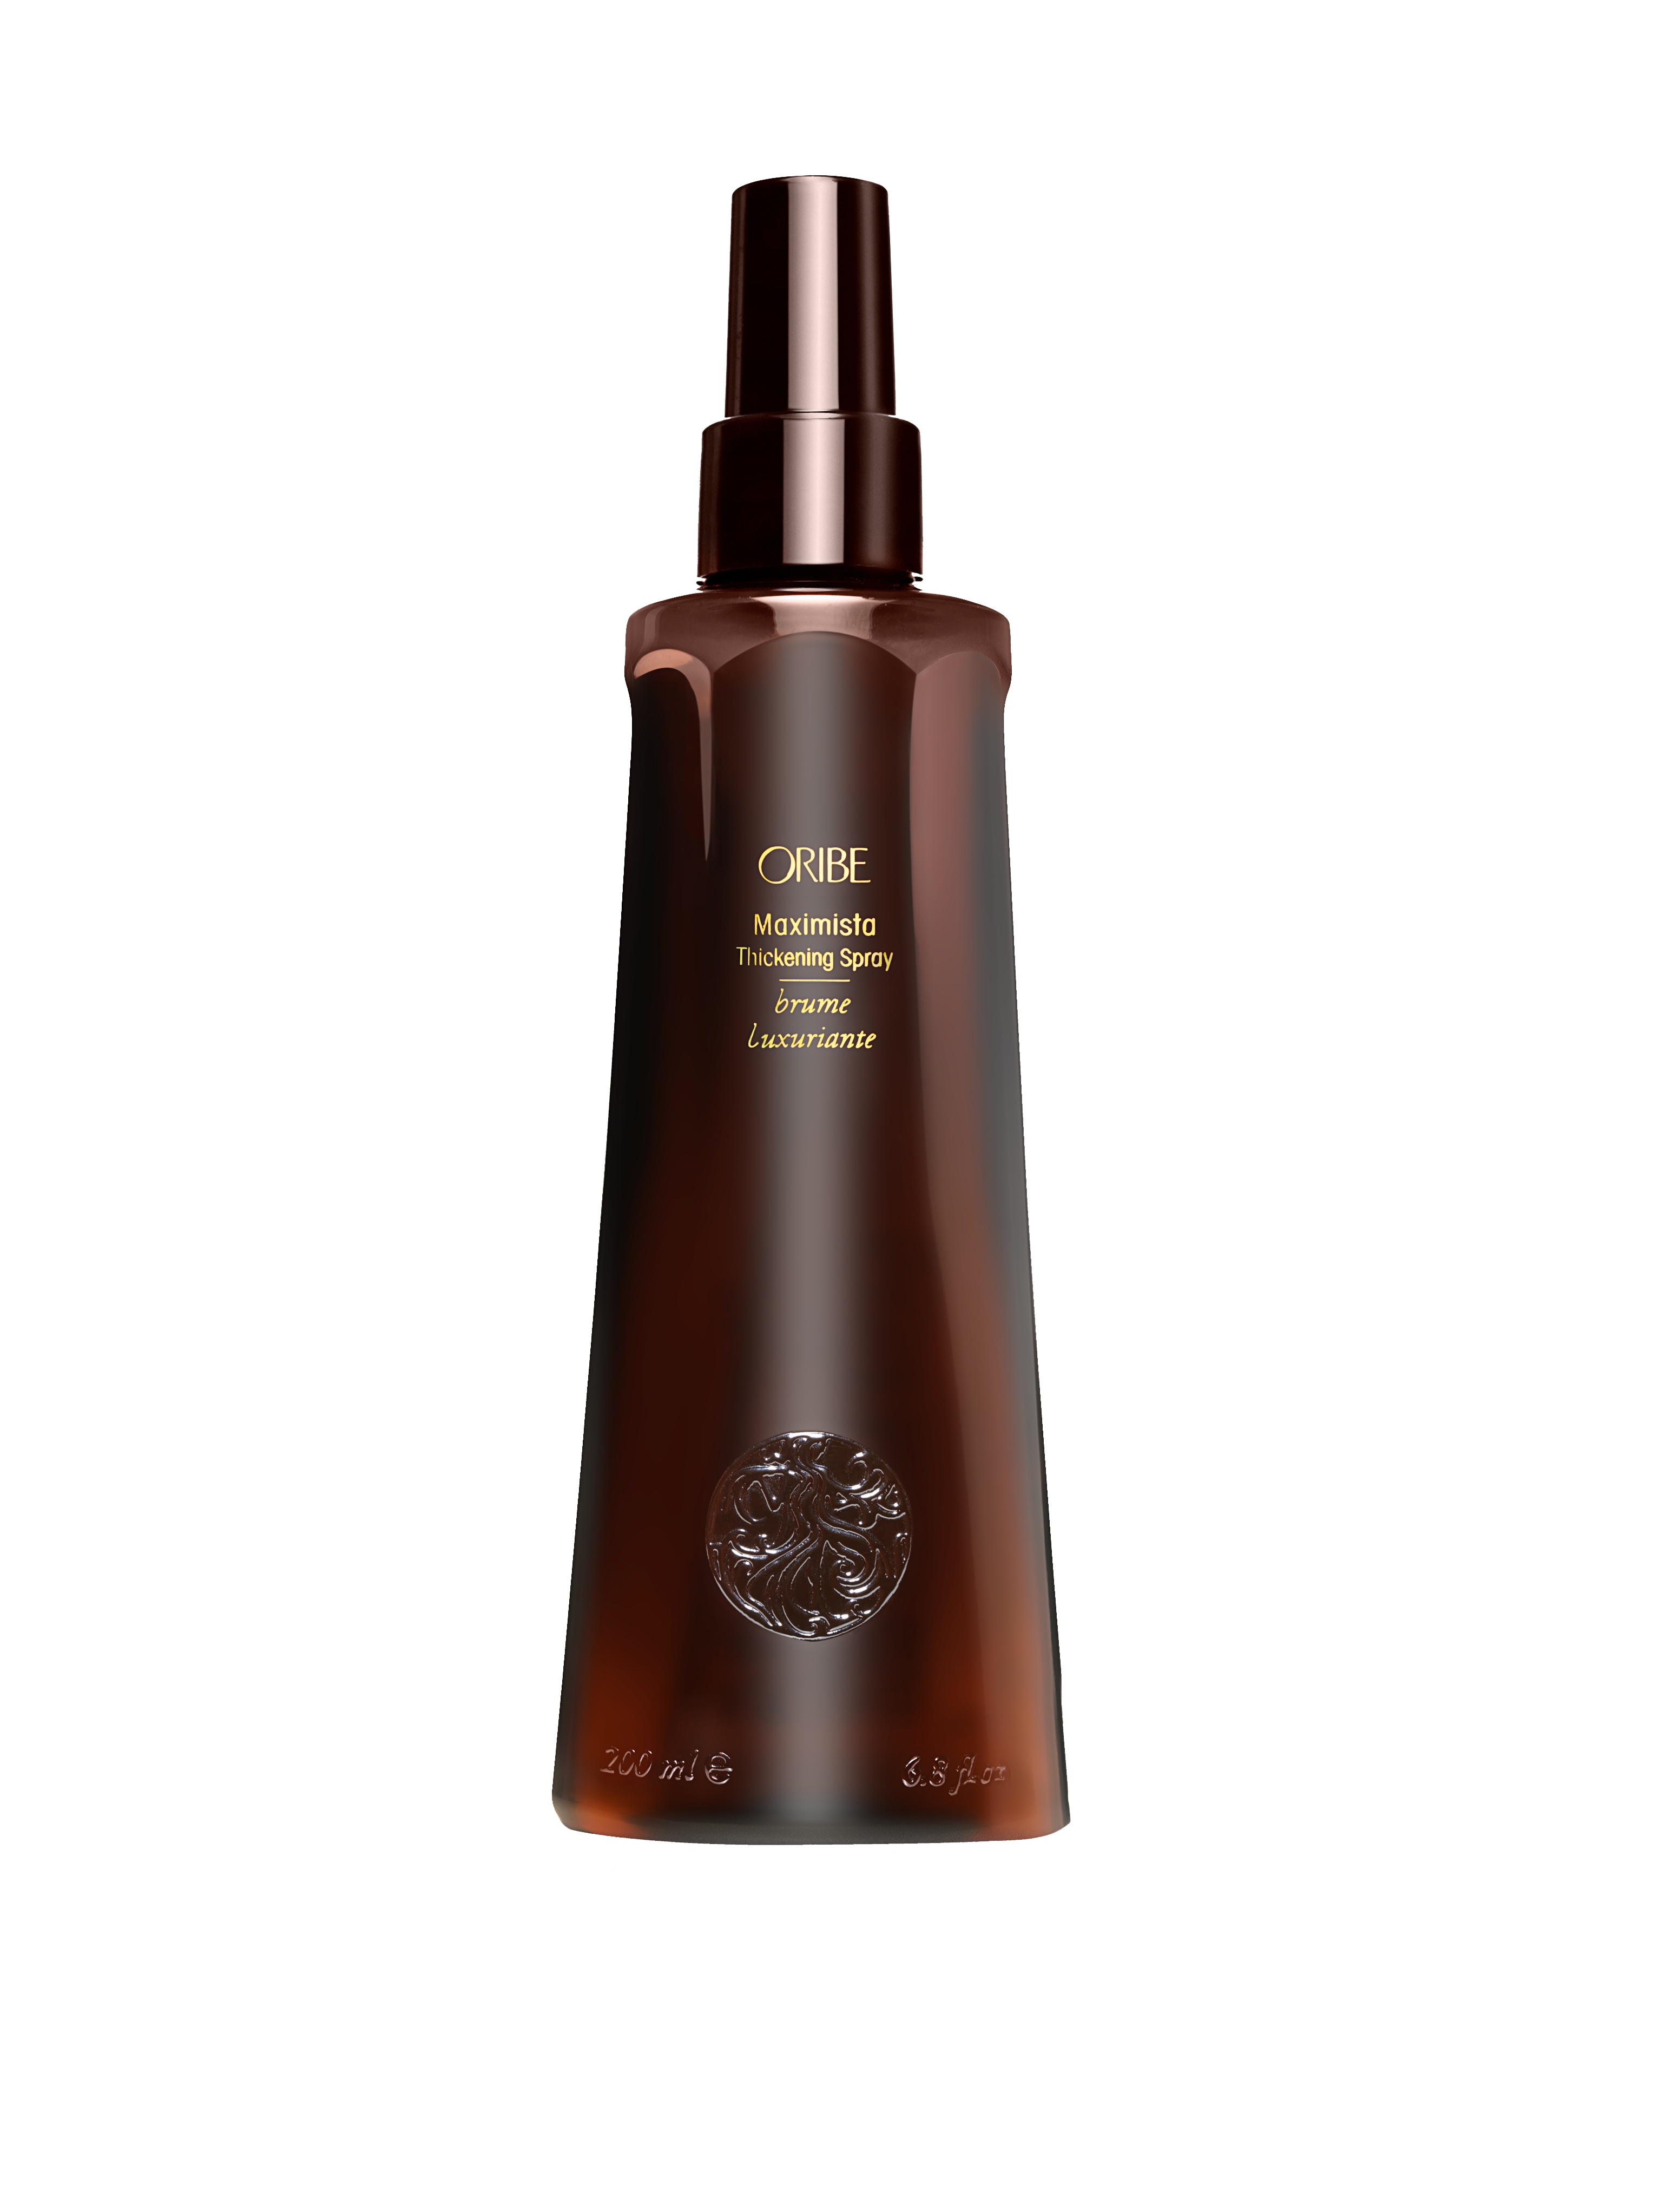 ORIBE
Maximista
Thickening Spray
brume
luxuriante
200 ml ℮
6.8 fl oz